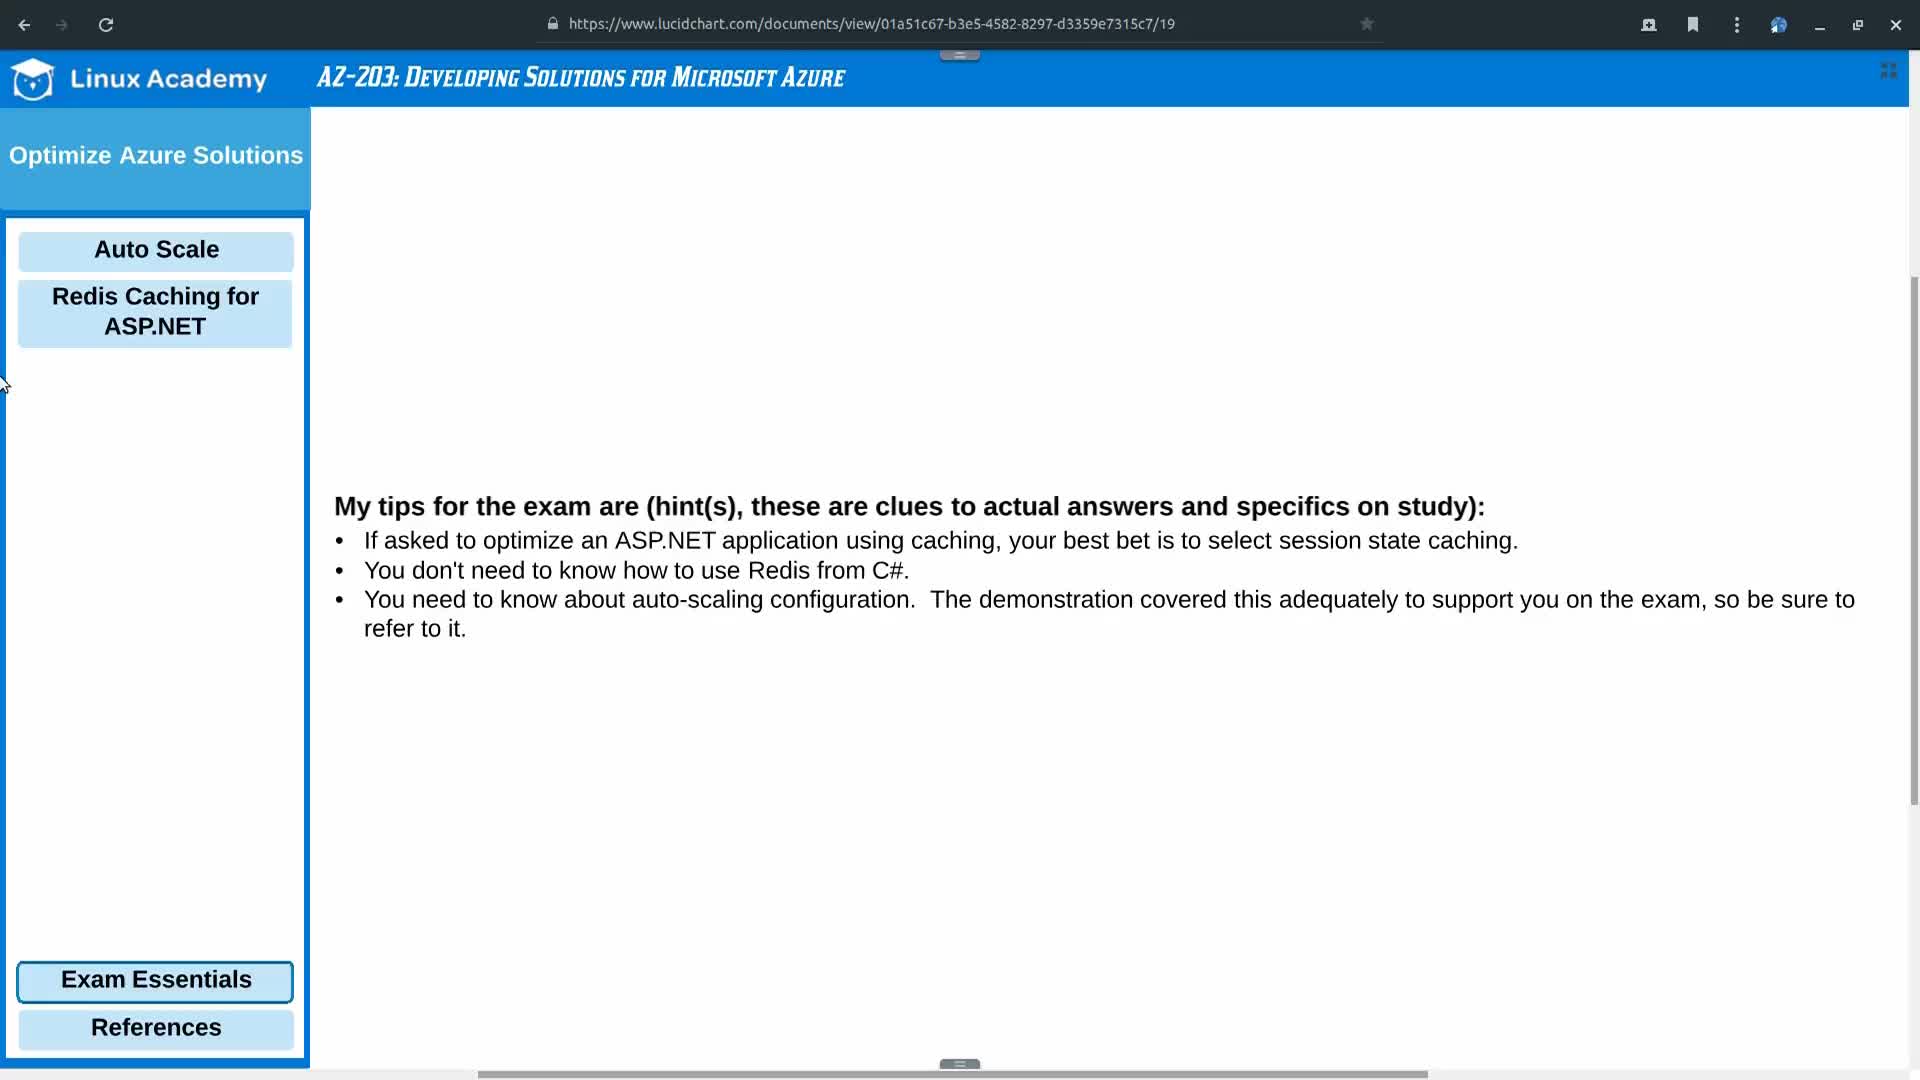 https://www.lucidchart.com/documents/view/01a51c67-b3e5-4582-8297-d3359e7315c7/19
Linux Academy
AZ-203: Developing Solutions for Microsoft Azure
Optimize Azure Solutions
Auto Scale
Redis Caching for
ASP.NET
My tips for the exam are (hint(s), these are clues to actual answers and specifics on study):
• If asked to optimize an ASP.NET application using caching, your best bet is to select session state caching.
• You don't need to know how to use Redis from C#.
• You need to know about auto-scaling configuration.  The demonstration covered this adequately to support you on the exam, so be sure to
refer to it.
Exam Essentials
References